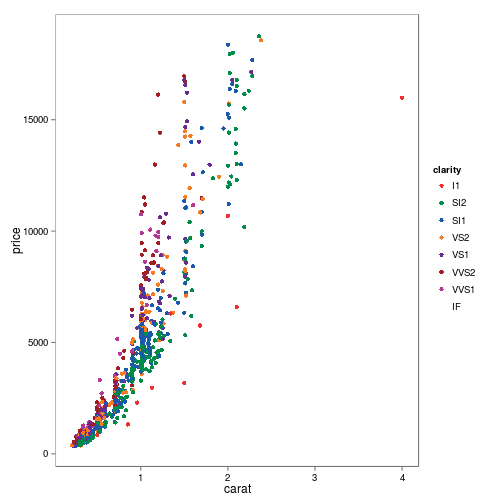 15000
10000
5000
0
price
1
2
3
4
carat
clarity
I1
SI2
SI1
VS2
VS1
VVS2
VVS1
IF